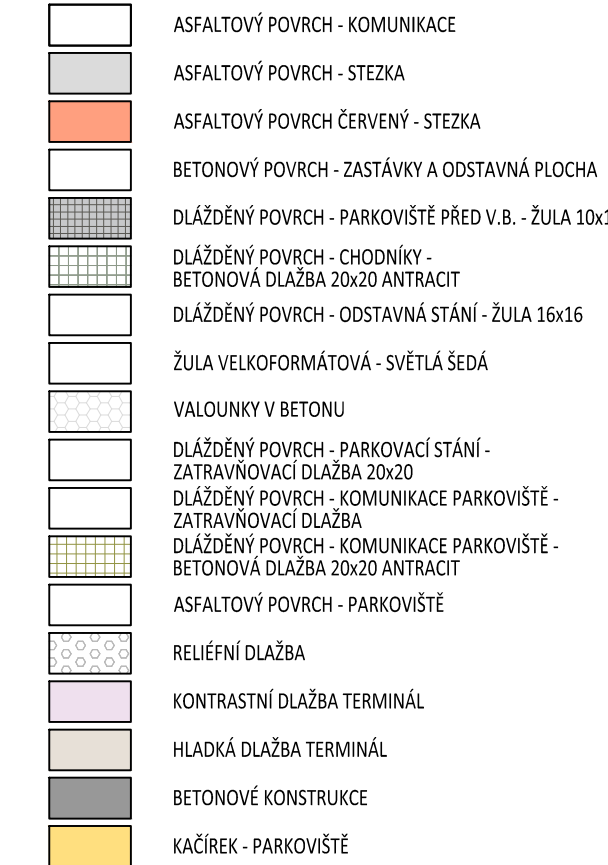 ASFALTOVÝ POVRCH - KOMUNIKACE
ASFALTOVÝ POVRCH - STEZKA
ASFALTOVÝ POVRCH ČERVENÝ - STEZKA
BETONOVÝ POVRCH - ZASTÁVKY A ODSTAVNÁ PLOCHA
DLÁŽDĚNÝ POVRCH - PARKOVIŠTĚ PŘED V.B. - ŽULA
DLÁŽDĚNÝ POVRCH - CHODNÍKY -
BETONOVÁ DLAŽBA 20x20 ANTRACIT
DLÁŽDĚNÝ POVRCH - ODSTAVNÁ STÁNÍ - ŽULA 16x16
ŽULA VELKOFORMÁTOVÁ - SVĚTLÁ ŠEDÁ
VALOUNKY V BETONU
DLÁŽDĚNÝ POVRCH - PARKOVACÍ STÁNÍ -
ZATRAVŇOVACÍ DLAŽBA 20x20
DLÁŽDĚNÝ POVRCH - KOMUNIKACE PARKOVIŠTĚ -
ZATRAVŇOVACÍ DLAŽBA
DLÁŽDĚNÝ POVRCH - KOMUNIKACE PARKOVIŠTĚ -
BETONOVÁ DLAŽBA 20x20 ANTRACIT
ASFALTOVÝ POVRCH - PARKOVIŠTĚ
RELIÉFNÍ DLAŽBA
KONTRASTNÍ DLAŽBA TERMINÁL
HLADKÁ DLAŽBA TERMINÁL
BETONOVÉ KONSTRUKCE
KAČÍREK - PARKOVIŠTĚ